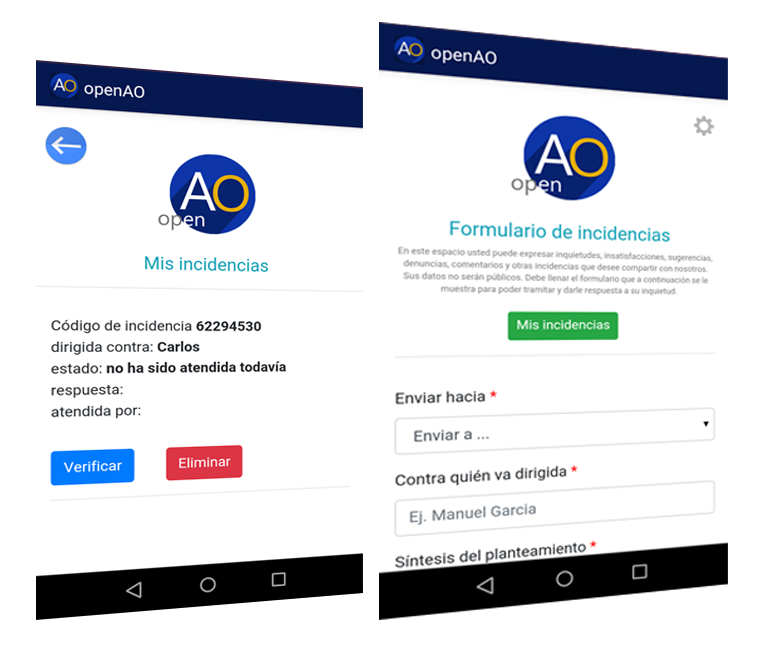 AO openAO
AO
open
Mis incidencias
Código de incidencia 62294530
dirigida contra: Carlos
estado: no ha sido atendida todavía
respuesta:
atendida por:
Verificar
Eliminar
AO openAO
AO
open
Formulario de incidencias
En este espacio usted puede expresar inquietudes, insatisfacciones, sugerencias,
denuncias, comentarios y otras incidencias que desee compartir con nosotros.
Sus datos no serán públicos. Debe llenar el formulario que a continuación se le
muestra para poder tramitar y darle respuesta a su inquietud.
Mis incidencias
Enviar hacia *
Enviar a ...
Contra quién va dirigida *
Ej. Manuel Garcia
Síntesis del planteamiento *